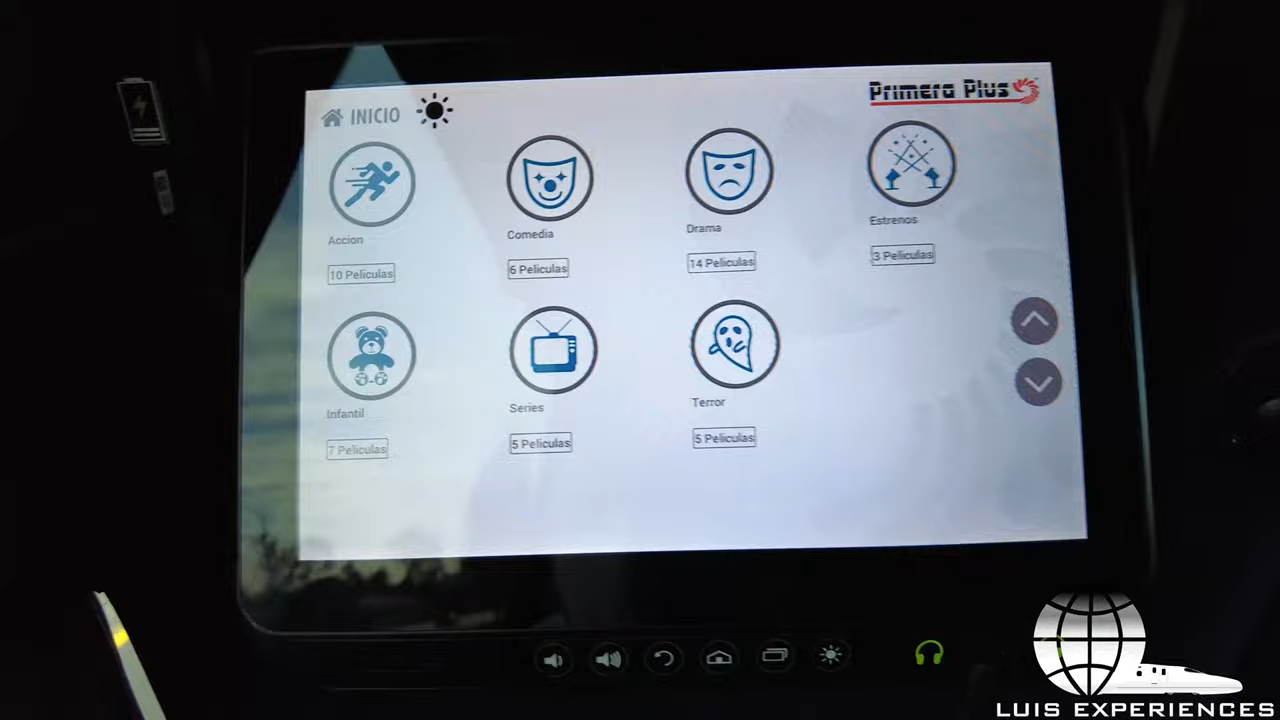 INICIO
Primera Plus
Accion
Comedia
Drama
Estrenos
10 Peliculas
6 Peliculas
14 Peliculas
3 Peliculas
Infantil
Series
Terror
7 Peliculas
5 Peliculas
5 Peliculas
LUIS EXPERIENCES